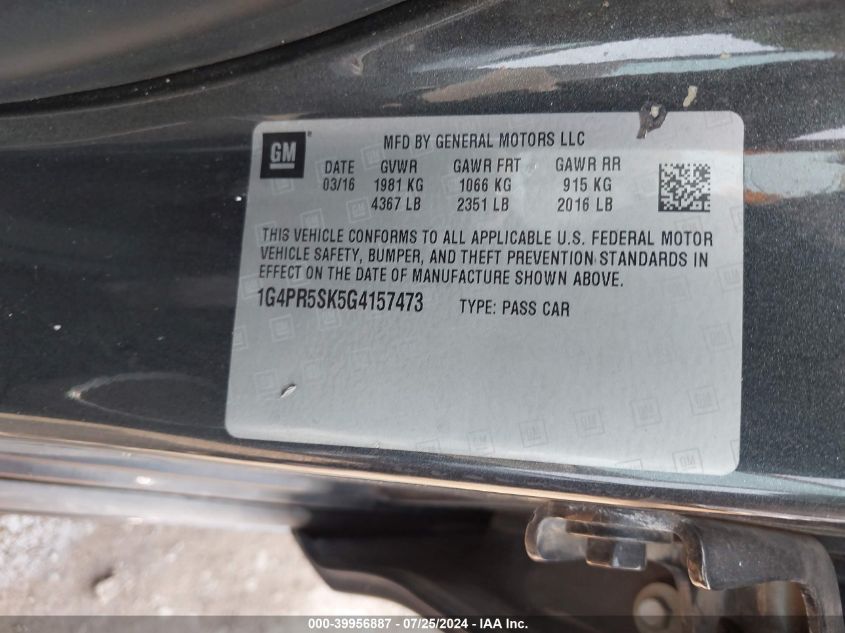 GM ® MFD BY GENERAL MOTORS LLC
DATE GVWR GAWR FRT GAWR RR
03/16 1981 KG 1066 KG 915 KG
4367 LB 2351 LB 2016 LB
THIS VEHICLE CONFORMS TO ALL APPLICABLE U.S. FEDERAL MOTOR
VEHICLE SAFETY, BUMPER, AND THEFT PREVENTION STANDARDS IN
EFFECT ON THE DATE OF MANUFACTURE SHOWN ABOVE.
1G4PR5SK5G4157473 TYPE: PASS CAR
000-39956887 - 07/25/2024 - IAA Inc.